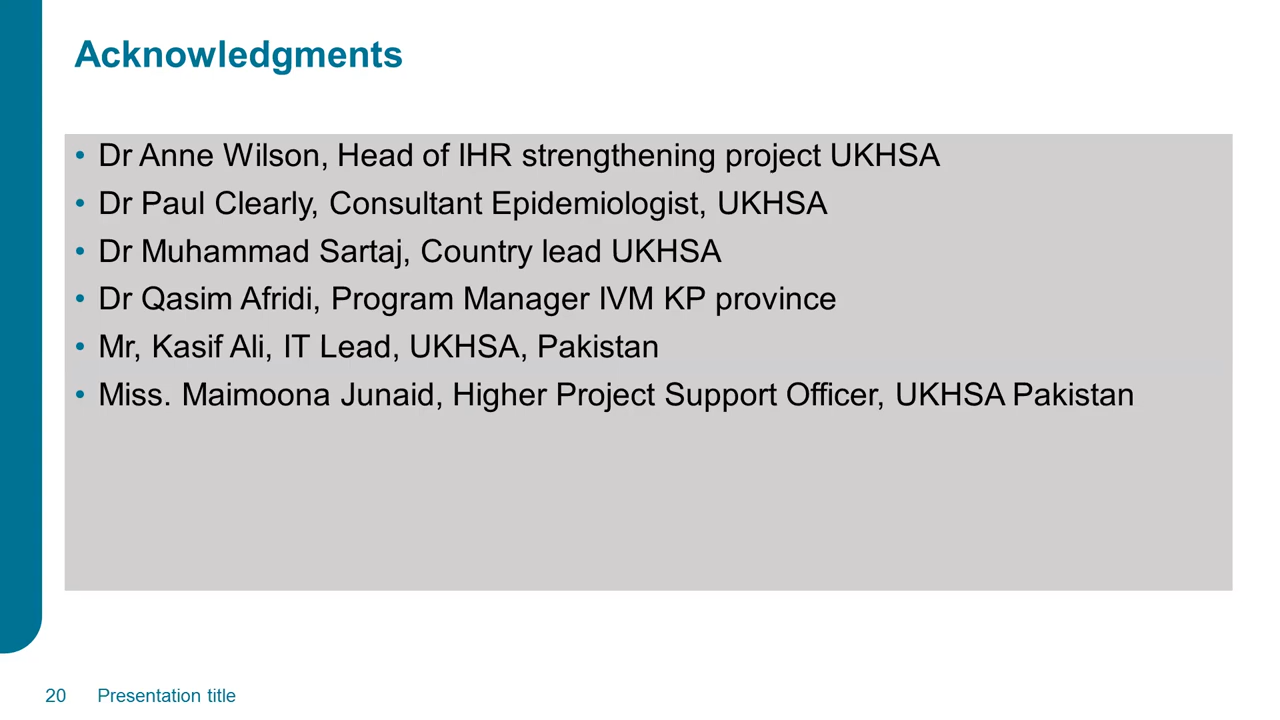 Acknowledgments
• Dr Anne Wilson, Head of IHR strengthening project UKHSA
• Dr Paul Clearly, Consultant Epidemiologist, UKHSA
• Dr Muhammad Sartaj, Country lead UKHSA
• Dr Qasim Afridi, Program Manager IVM KP province
• Mr, Kasif Ali, IT Lead, UKHSA, Pakistan
• Miss. Maimoona Junaid, Higher Project Support Officer, UKHSA Pakistan
20 Presentation title